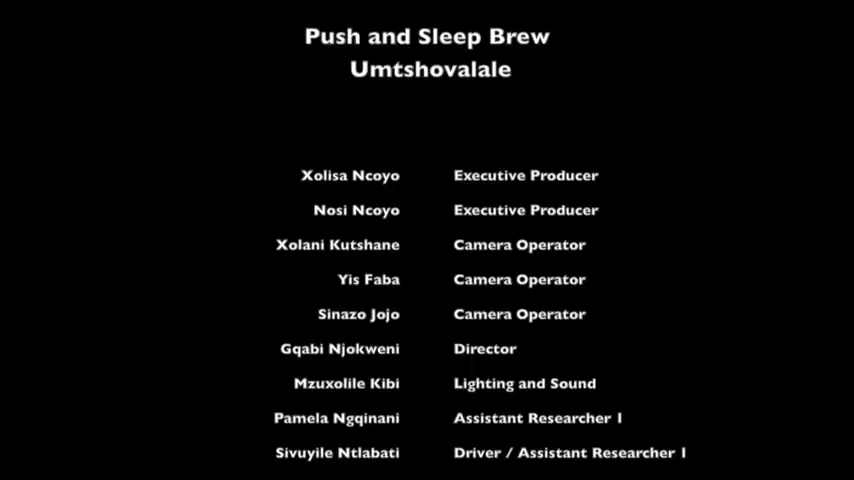 Push and Sleep Brew
Umtshovalale
Xolisa Ncoyo Executive Producer
Nosi Ncoyo Executive Producer
Xolani Kutshane Camera Operator
Yis Faba Camera Operator
Sinazo Jojo Camera Operator
Gqabi Njokweni Director
Mzuxolile Kibi Lighting and Sound
Pamela Ngqinani Assistant Researcher 1
Sivuyile Ntlabati Driver / Assistant Researcher 1